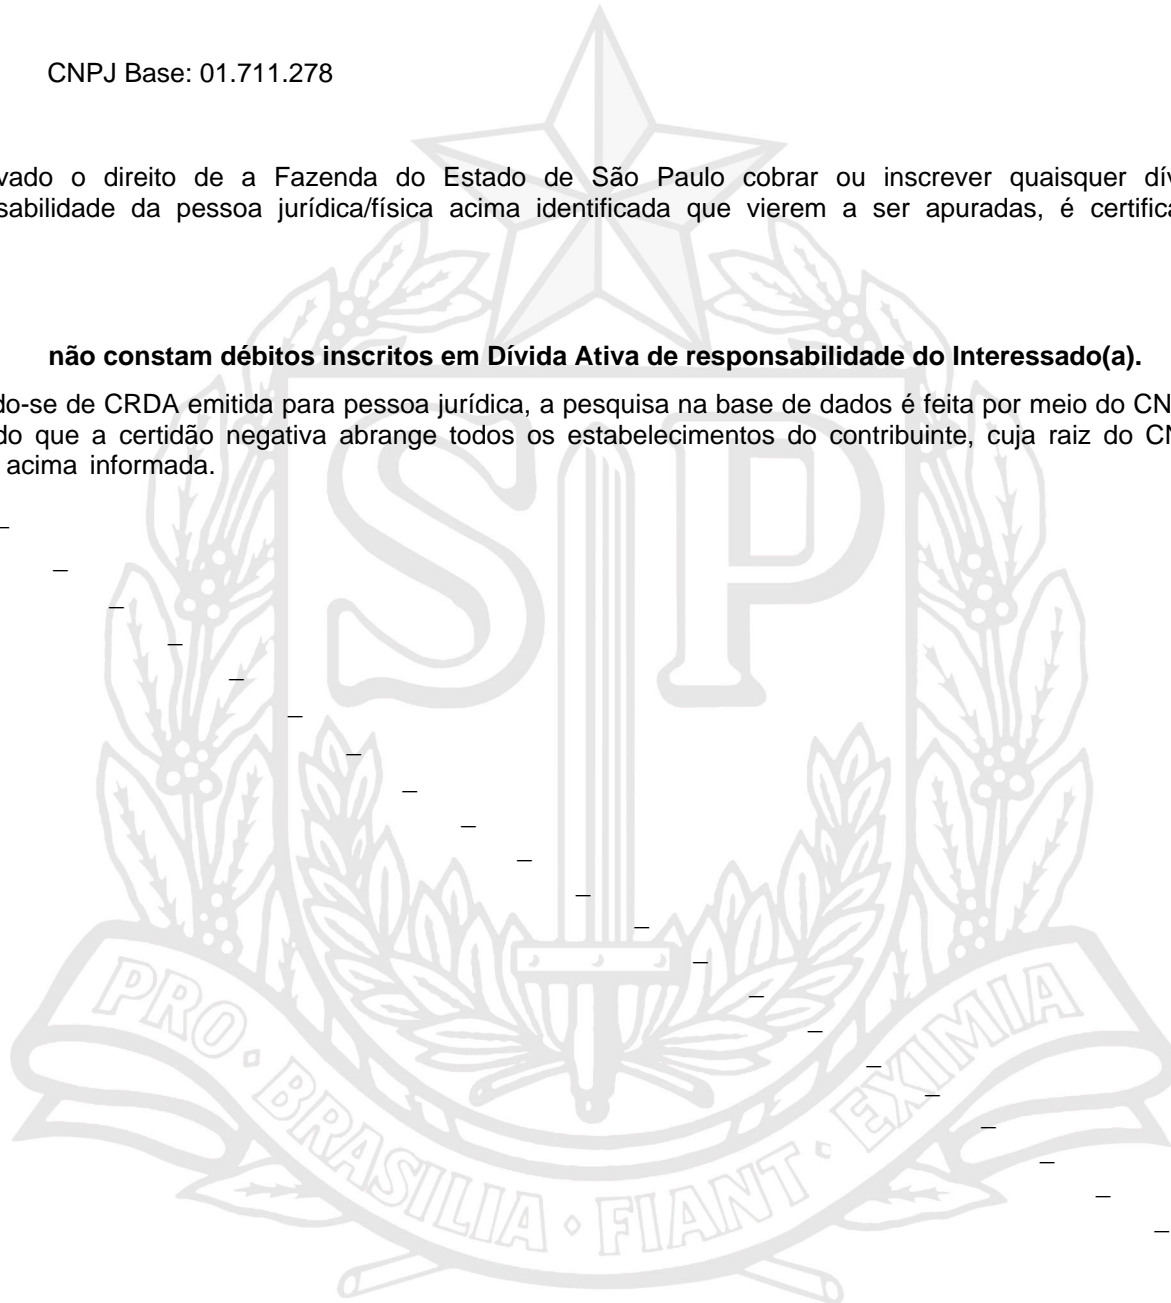 CNPJ Base: 01.711.278
vado o direito de a Fazenda do Estado de São Paulo cobrar ou inscrever quaisquer dív
sabilidade da pessoa jurídica/física acima identificada que vierem a ser apuradas, é certifica
não constam débitos inscritos em Dívida Ativa de responsabilidade do Interessado(a).
do-se de CRDA emitida para pessoa jurídica, a pesquisa na base de dados é feita por meio do CN
do que a certidão negativa abrange todos os estabelecimentos do contribuinte, cuja raiz do CN
acima informada.
SP
PRO • BRASILIA • FIANT • EXIMIA